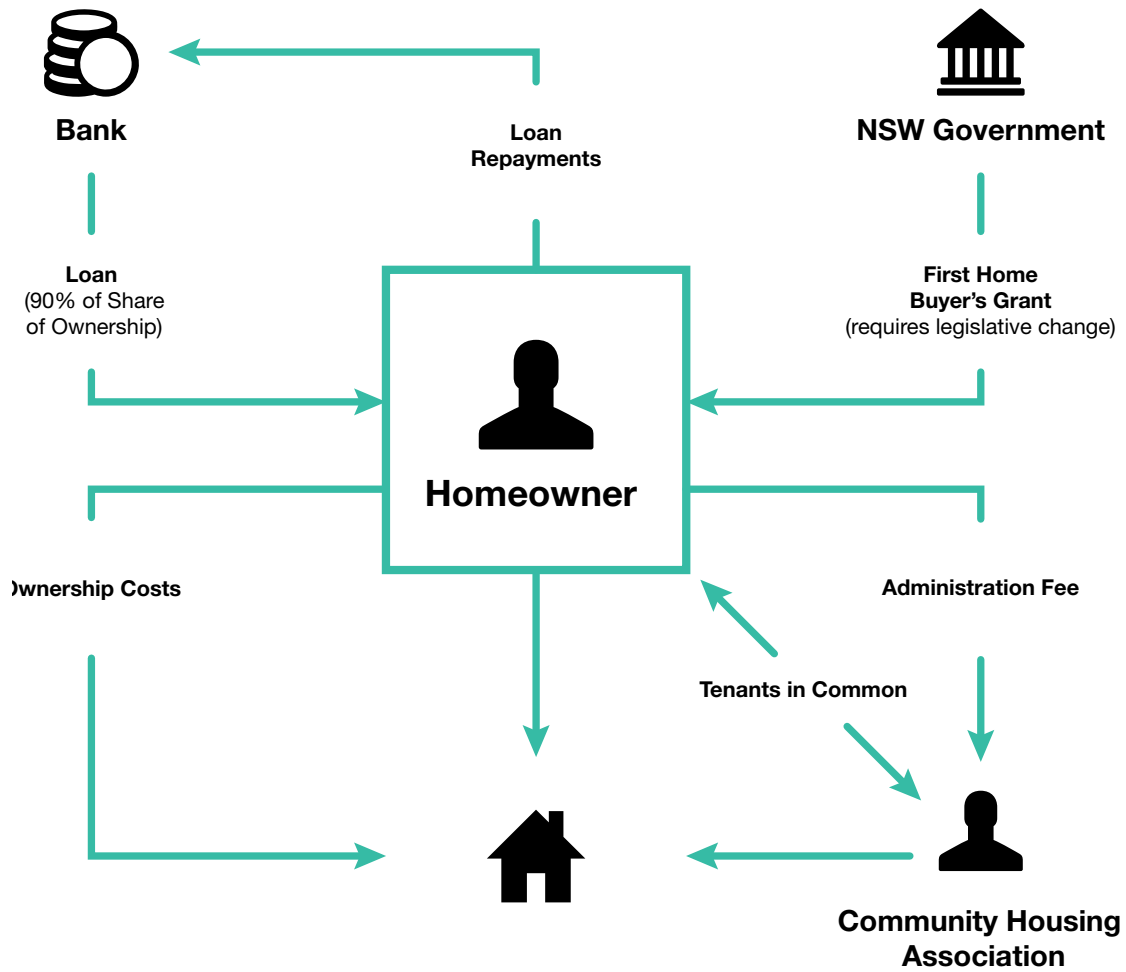 Bank
Loan
Repayments
NSW Government
Loan
(90% of Share
of Ownership)
First Home
Buyer’s Grant
(requires legislative change)
Homeowner
Ownership Costs
Administration Fee
Tenants in Common
Community Housing
Association